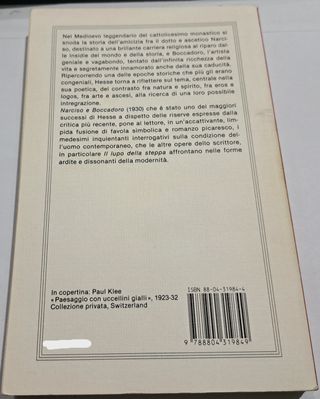 Nel Medioevo leggendario del cattolicesimo monastico si
snoda la storia dell'amicizia fra il dotto e ascetico Narci-
so, destinato a una brillante carriera religiosa al riparo dal-
le insidie del mondo e della storia, e Boccadoro, l'artista
geniale e vagabondo, tentato dall'infinita ricchezza della
vita e segretamente innamorato anche della sua caducità.
Ripercorrendo una delle epoche storiche che più gli erano
congeniali, Hesse torna a riflettere sul tema, centrale nella
sua poetica, del contrasto fra natura e spirito, fra eros e
logos, fra arte e ascesi, alla ricerca di una loro possibile
integrazione.
Narciso e Boccadoro (1930) che è stato uno dei maggiori
successi di Hesse a dispetto delle riserve espresse dalla
critica più recente, pone al lettore, in un'accattivante, lim-
pida fusione di favola simbolica e romanzo picaresco, i
medesimi inquietanti interrogativi sulla condizione del-
l'uomo contemporaneo, che le altre opere dello scrittore,
in particolare Il lupo della steppa affrontano nelle forme
ardite e dissonanti della modernità.
In copertina: Paul Klee
«Paesaggio con uccellini gialli», 1923-32
Collezione privata, Switzerland
ISBN 88-04-31984-4
9 788804 319849